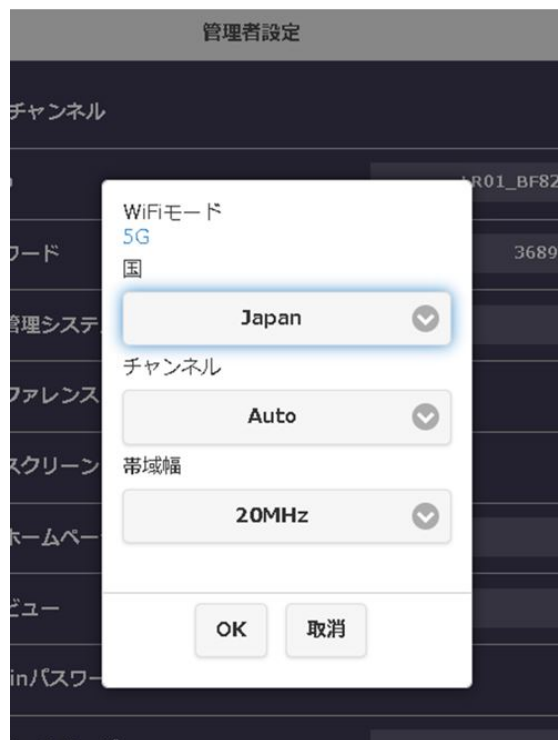 管理者設定
チャンネル
LR01_BF82
ワード
3689
管理システ
ファレンス
スクリーン
ホームペー
ビュー
inパスワー
WiFiモード
5G
国
Japan
チャンネル
Auto
帯域幅
20MHz
OK 取消